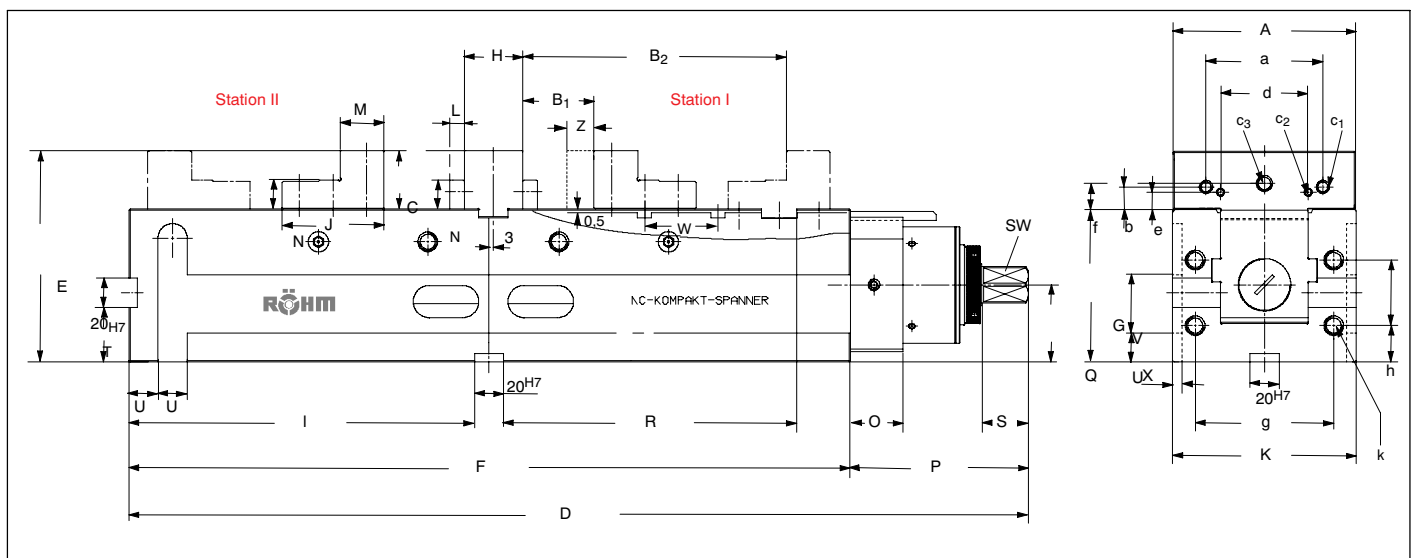 A
H
B2
a
Station II
Station I
M
L
B1
d
Z
c3
c2
c1
C
J
N
N
3
0,5
W
SW
f
b
e
E
RÖHM
NC-KOMPAKT-SPANNER
20H7
T
G
V
Q
U
X
h
U
U
20H7
20H7
I
R
O
S
g
F
P
K
k
D